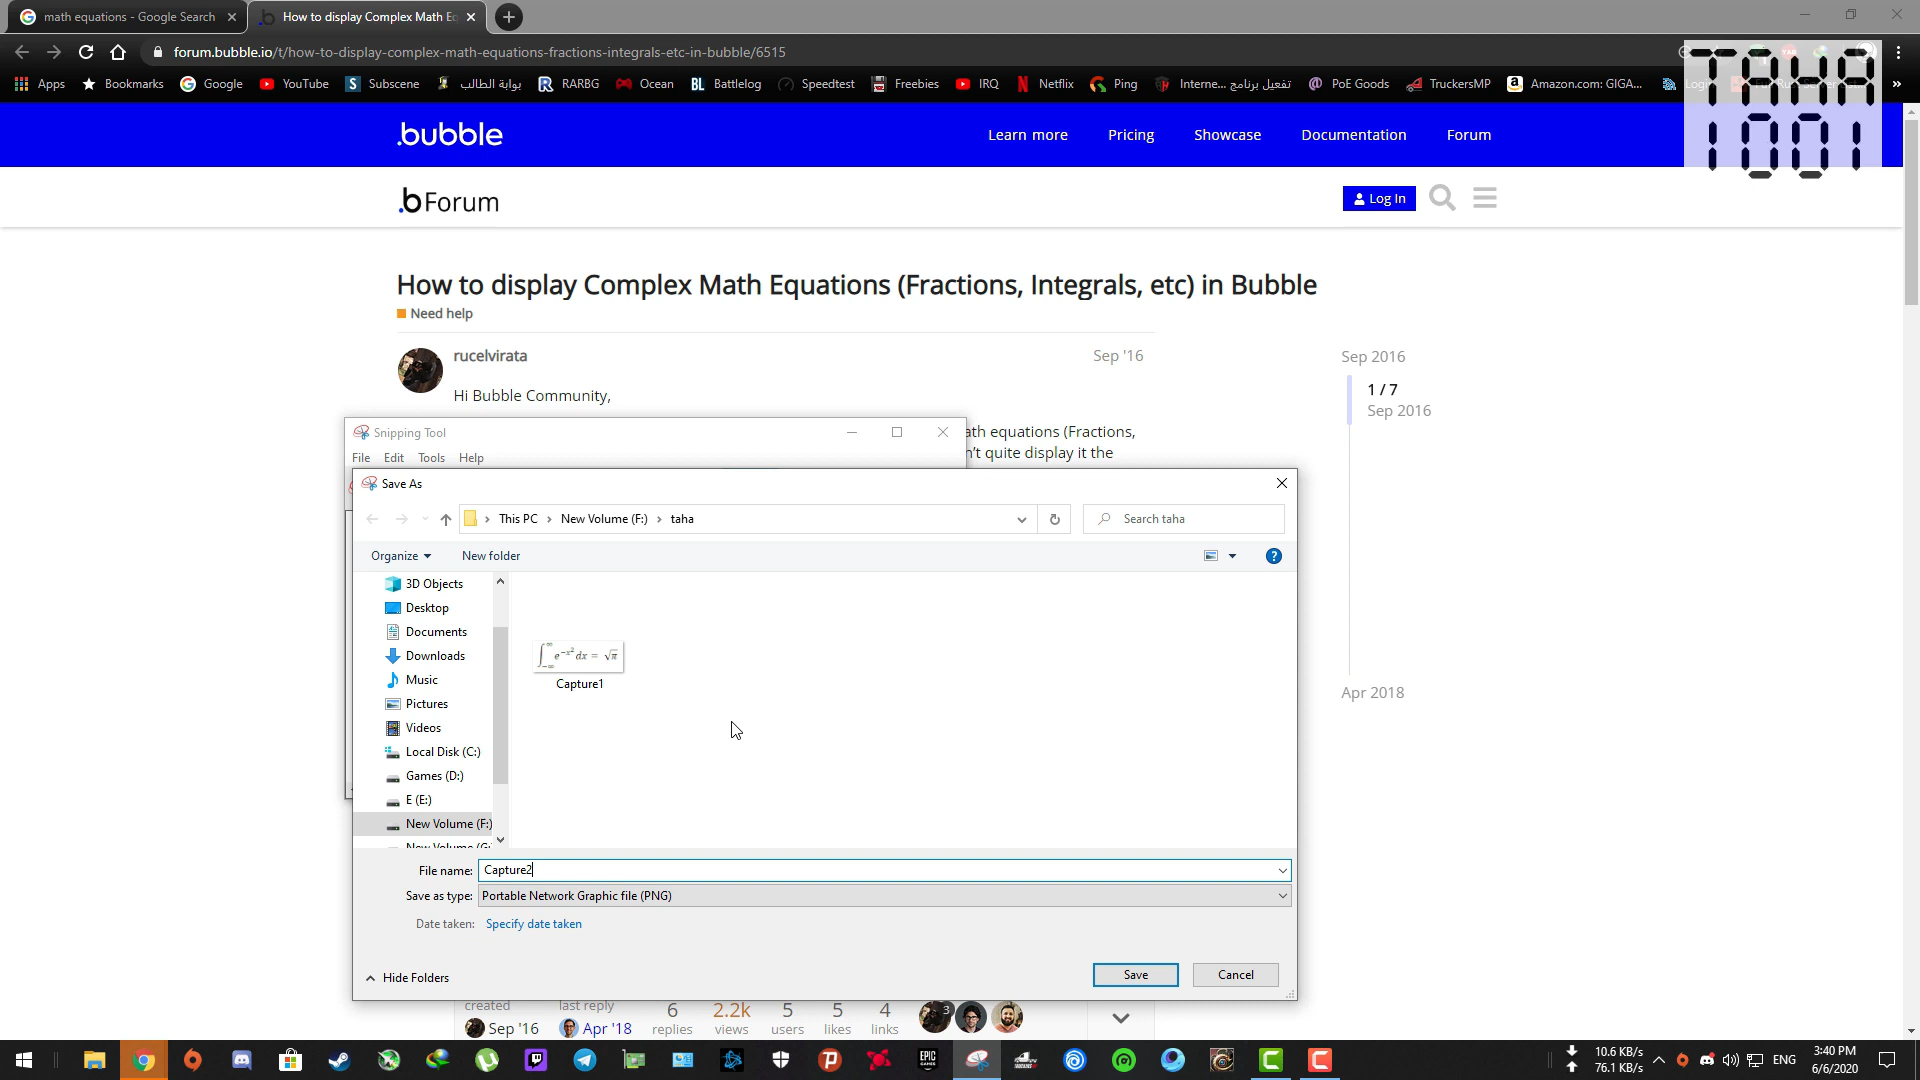 math equations - Google Search
How to display Complex Math Eq
forum.bubble.io/t/how-to-display-complex-math-equations-fractions-integrals-etc-in-bubble/6515
TAHA
1001
Apps Bookmarks Google YouTube Subscene بوابة الطالب RARBG Ocean Battlelog Speedtest Freebies IRQ Netflix Ping تفعيل برنامج ...Interne PoE Goods TruckersMP Amazon.com: GIGA... »
.bubble
Learn more Pricing Showcase Documentation Forum
.bForum
Log In
How to display Complex Math Equations (Fractions, Integrals, etc) in Bubble
Need help
rucelvirata Sep '16
Hi Bubble Community,
ath equations (Fractions,
n't quite display it the
Sep 2016
1 / 7
Sep 2016
Apr 2018
Snipping Tool
File Edit Tools Help
Save As
This PC > New Volume (F:) > taha
Search taha
Organize New folder
3D Objects
Desktop
Documents
Downloads
Music
Pictures
Videos
Local Disk (C:)
Games (D:)
E (E:)
New Volume (F:)
New Volume (G:
∫_{-∞}^{∞} e^{-x²} dx = √π
Capture1
File name: Capture2
Save as type: Portable Network Graphic file (PNG)
Date taken: Specify date taken
Hide Folders
Save Cancel
created last reply 6 2.2k 5 5 4
Sep '16 Apr '18 replies views users likes links
3
EPIC GAMES
10.6 KB/s
76.1 KB/s
ENG
3:40 PM
6/6/2020